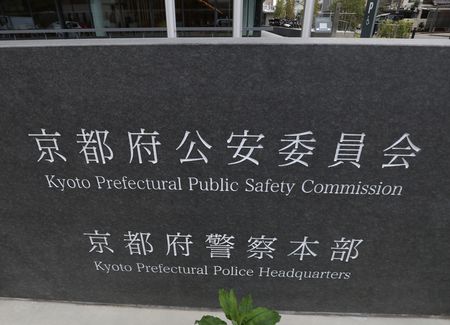 京都府公安委員会
Kyoto Prefectural Public Safety Commission
京都府警察本部
Kyoto Prefectural Police Headquarters
P